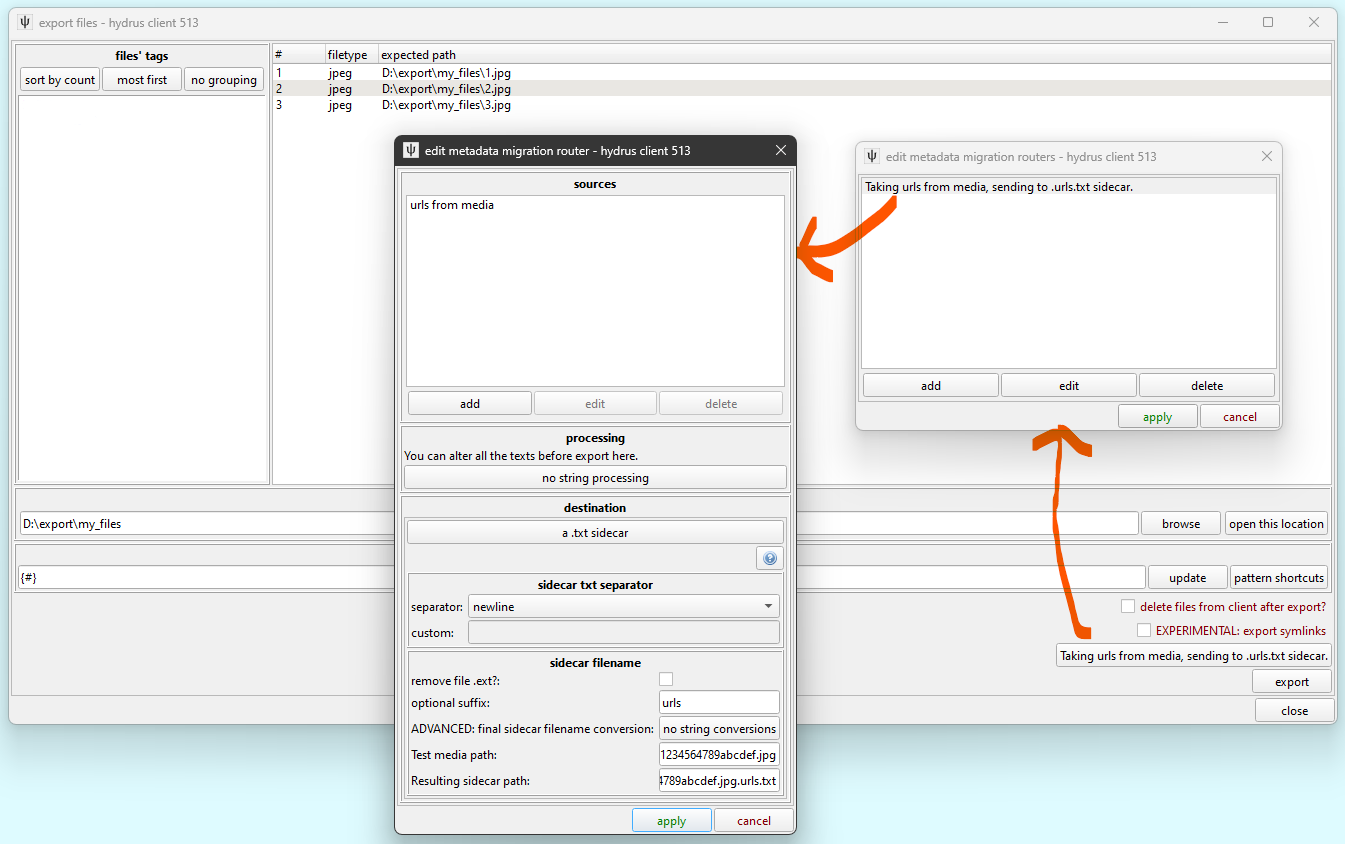 export files - hydrus client 513
files' tags
sort by count
most first
no grouping
#
filetype
expected path
1
jpeg
D:\export\my_files\1.jpg
2
jpeg
D:\export\my_files\2.jpg
3
jpeg
D:\export\my_files\3.jpg
edit metadata migration router - hydrus client 513
sources
urls from media
add
edit
delete
processing
You can alter all the texts before export here.
no string processing
destination
a .txt sidecar
sidecar txt separator
separator:
newline
custom:
sidecar filename
remove file .ext?:
optional suffix:
urls
ADVANCED: final sidecar filename conversion:
no string conversions
Test media path:
1234564789abcdef.jpg
Resulting sidecar path:
4789abcdef.jpg.urls.txt
apply
cancel
edit metadata migration routers - hydrus client 513
Taking urls from media, sending to .urls.txt sidecar.
add
edit
delete
apply
cancel
D:\export\my_files
browse
open this location
{#}
update
pattern shortcuts
delete files from client after export?
EXPERIMENTAL: export symlinks
Taking urls from media, sending to .urls.txt sidecar.
export
close